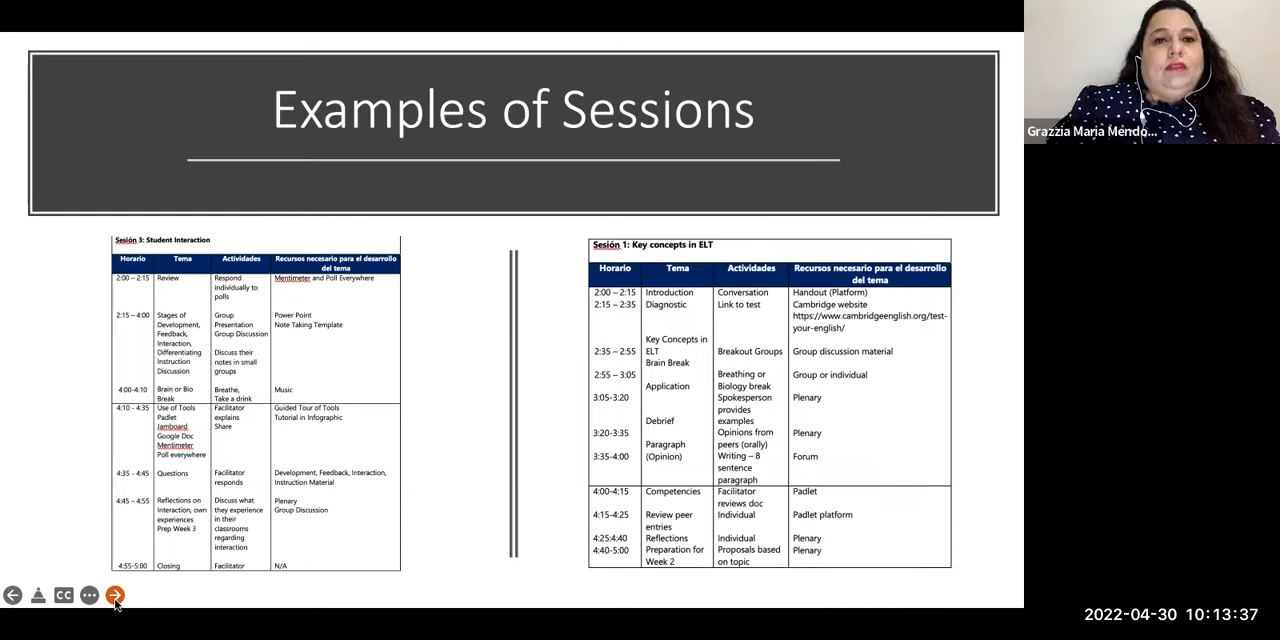 Examples of Sessions
Grazzia Maria Mendo...
Sesión 3: Student Interaction
Horario Tema Actividades Recursos necesario para el desarrollo
del tema
2:00 – 2:15 Review Respond Mentimeter and Poll Everywhere
individually to
polls
2:15 – 4:00 Stages of Group Power Point
Development, Presentation Note Taking Template
Feedback, Group Discussion
Interaction,
Differentiating Discuss their
Instruction notes in small
Discussion groups
4:00-4:10 Brain or Bio Breathe, Music
Break Take a drink
4:10 - 4:35 Use of Tools Facilitator Guided Tour of Tools
Padlet explains Tutorial in Infographic
Jamboard Share
Google Doc
Mentimeter
Poll everywhere
4:35 - 4:45 Questions Facilitator Development, Feedback, Interaction,
responds Instruction Material
4:45 – 4:55 Reflections on Discuss what Plenary
Interaction, own they experience Group Discussion
experiences in their
Prep Week 3 classrooms
regarding
interaction
4:55-5:00 Closing Facilitator N/A
Sesión 1: Key concepts in ELT
Horario Tema Actividades Recursos necesario para el desarrollo
del tema
2:00 – 2:15 Introduction Conversation Handout (Platform)
2:15 – 2:35 Diagnostic Link to test Cambridge website
https://www.cambridgeenglish.org/test-
your-english/
Key Concepts in
2:35 – 2:55 ELT Breakout Groups Group discussion material
Brain Break
2:55 – 3:05 Breathing or Group or individual
Application Biology break
3:05-3:20 Spokesperson Plenary
provides
Debrief examples
3:20-3:35 Opinions from Plenary
Paragraph peers (orally)
3:35-4:00 (Opinion) Writing – 8 Forum
sentence
paragraph
4:00-4:15 Competencies Facilitator Padlet
reviews doc
4:15-4:25 Review peer Individual Padlet platform
entries
4:25:4:40 Reflections Individual Plenary
4:40-5:00 Preparation for Proposals based Plenary
Week 2 on topic
CC
2022-04-30 10:13:37